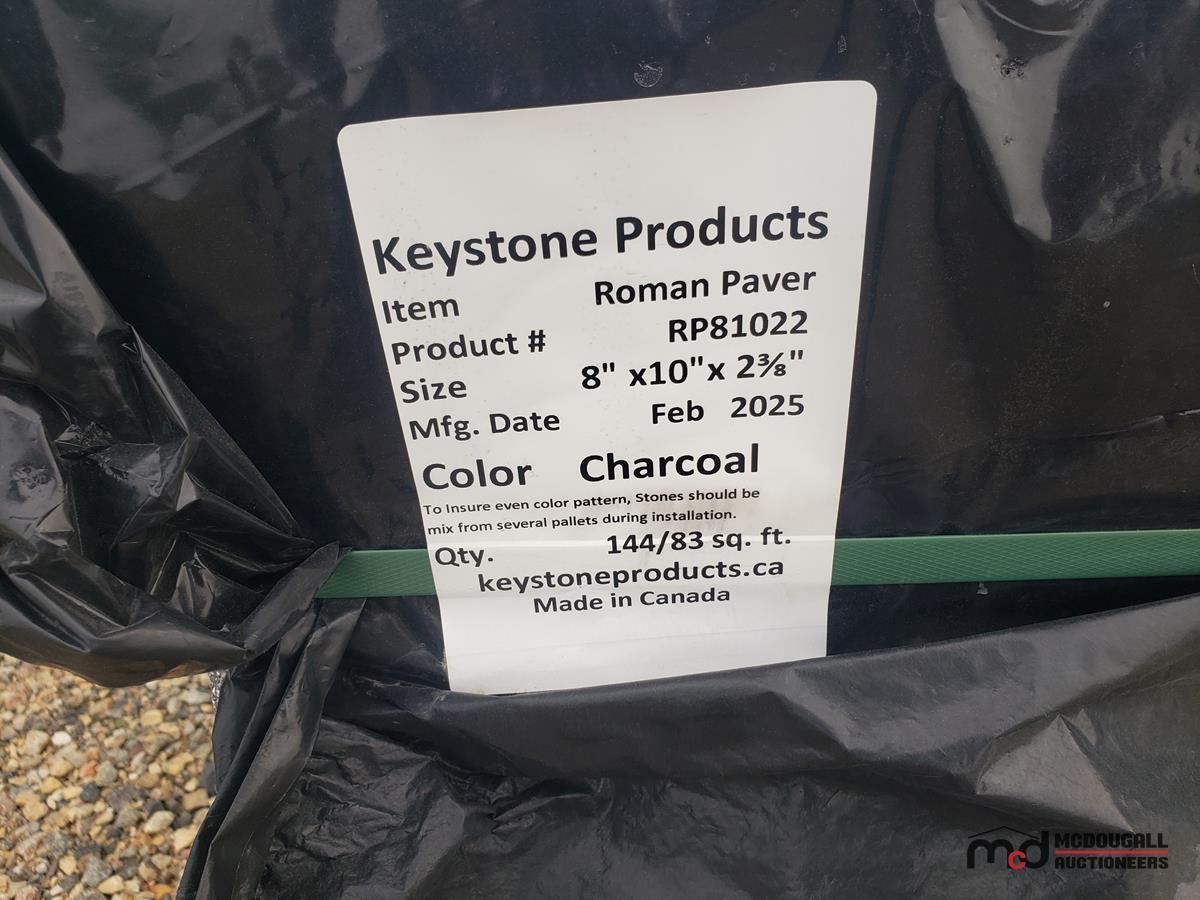 Keystone Products
Item Roman Paver
Product # RP81022
Size 8" x10"x 2⅜"
Mfg. Date Feb 2025
Color Charcoal
To Insure even color pattern, Stones should be
mix from several pallets during installation.
Qty. 144/83 sq. ft.
keystoneproducts.ca
Made in Canada
mcd MCDOUGALL
AUCTIONEERS